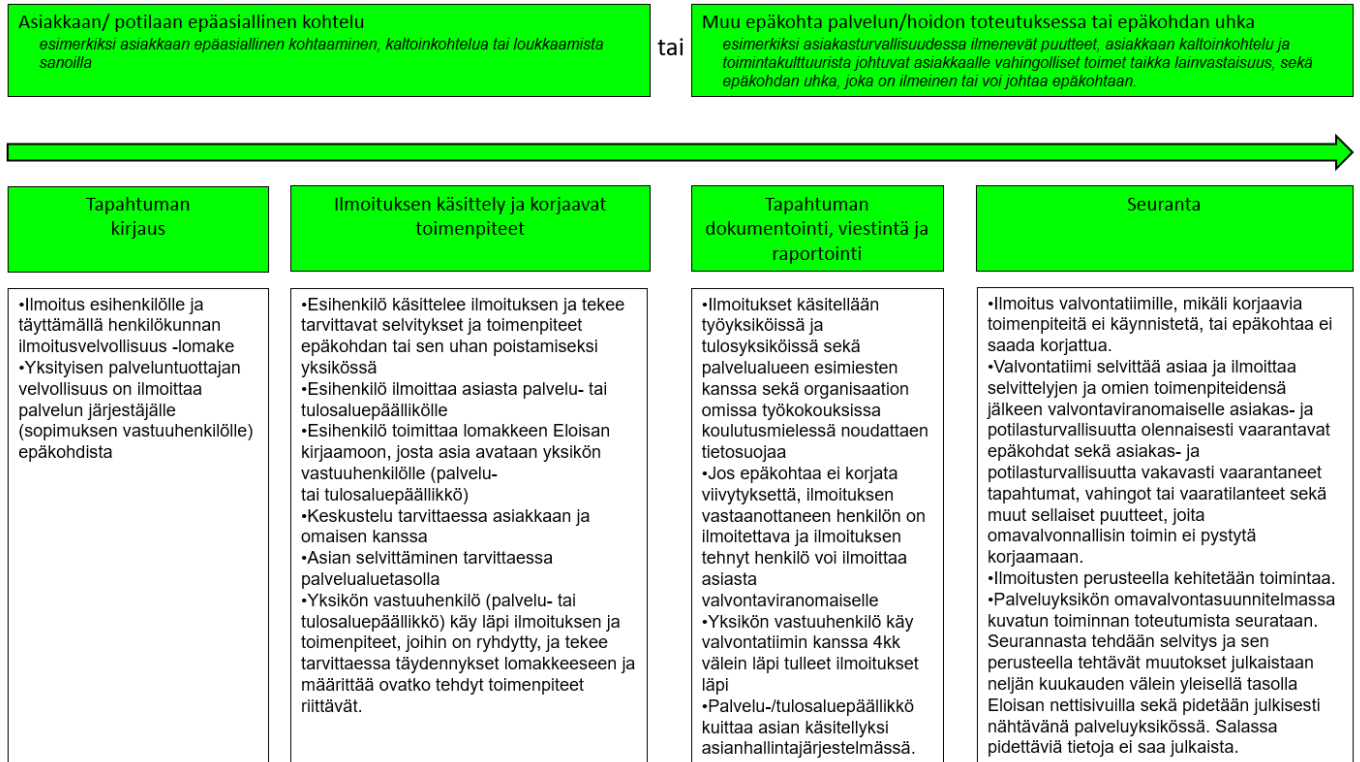 Asiakkaan/ potilaan epäasiallinen kohtelu
esimerkiksi asiakkaan epäasiallinen kohtaaminen, kaltoinkohtelua tai loukkaamista
sanoilla
tai
Muu epäkohta palvelun/hoidon toteutuksessa tai epäkohdan uhka
esimerkiksi asiakasturvallisuudessa ilmenevät puutteet, asiakkaan kaltoinkohtelu ja
toimintakulttuurista johtuvat asiakkaalle vahingolliset toimet taikka lainvastaisuus, sekä
epäkohdan uhka, joka on ilmeinen tai voi johtaa epäkohtaan.
Tapahtuman
kirjaus
•Ilmoitus esihenkilölle ja
täyttämällä henkilökunnan
ilmoitusvelvollisuus -lomake
•Yksityisen palveluntuottajan
velvollisuus on ilmoittaa
palvelun järjestäjälle
(sopimuksen vastuuhenkilölle)
epäkohdista
Ilmoituksen käsittely ja korjaavat
toimenpiteet
•Esihenkilö käsittelee ilmoituksen ja tekee
tarvittavat selvitykset ja toimenpiteet
epäkohdan tai sen uhan poistamiseksi
yksikössä
•Esihenkilö ilmoittaa asiasta palvelu- tai
tulosaluepäällikölle
•Esihenkilö toimittaa lomakkeen Eloisan
kirjaamoon, josta asia avataan yksikön
vastuuhenkilölle (palvelu-
tai tulosaluepäällikkö)
•Keskustelu tarvittaessa asiakkaan ja
omaisen kanssa
•Asian selvittäminen tarvittaessa
palvelualuetasolla
•Yksikön vastuuhenkilö (palvelu- tai
tulosaluepäällikkö) käy läpi ilmoituksen ja
toimenpiteet, joihin on ryhdytty, ja tekee
tarvittaessa täydennykset lomakkeeseen ja
määrittää ovatko tehdyt toimenpiteet
riittävät.
Tapahtuman
dokumentointi, viestintä ja
raportointi
•Ilmoitukset käsitellään
työyksiköissä ja
tulosyksiköissä sekä
palvelualueen esimiesten
kanssa sekä organisaation
omissa työkokouksissa
koulutusmielessä noudattaen
tietosuojaa
•Jos epäkohtaa ei korjata
viivytyksettä, ilmoituksen
vastaanottaneen henkilön on
ilmoitettava ja ilmoituksen
tehnyt henkilö voi ilmoittaa
asiasta
valvontaviranomaiselle
•Yksikön vastuuhenkilö käy
valvontatiimin kanssa 4kk
välein läpi tulleet ilmoitukset
läpi
•Palvelu-/tulosaluepäällikkö
kuittaa asian käsitellyksi
asianhallintajärjestelmässä.
Seuranta
•Ilmoitus valvontatiimille, mikäli korjaavia
toimenpiteitä ei käynnistetä, tai epäkohtaa ei
saada korjattua.
•Valvontatiimi selvittää asiaa ja ilmoittaa
selvittelyjen ja omien toimenpiteidensä
jälkeen valvontaviranomaiselle asiakas- ja
potilasturvallisuutta olennaisesti vaarantavat
epäkohdat sekä asiakas- ja
potilasturvallisuutta vakavasti vaarantaneet
tapahtumat, vahingot tai vaaratilanteet sekä
muut sellaiset puutteet, joita
omavalvonnallisin toimin ei pystytä
korjaamaan.
•Ilmoitusten perusteella kehitetään toimintaa.
•Palveluyksikön omavalvontasuunnitelmassa
kuvatun toiminnan toteutumista seurataan.
Seurannasta tehdään selvitys ja sen
perusteella tehtävät muutokset julkaistaan
neljän kuukauden välein yleisellä tasolla
Eloisan nettisivuilla sekä pidetään julkisesti
nähtävänä palveluyksikössä. Salassa
pidettäviä tietoja ei saa julkaista.